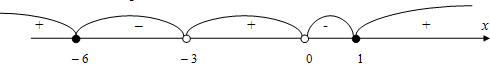 + – + - + x
– 6 – 3 0 1